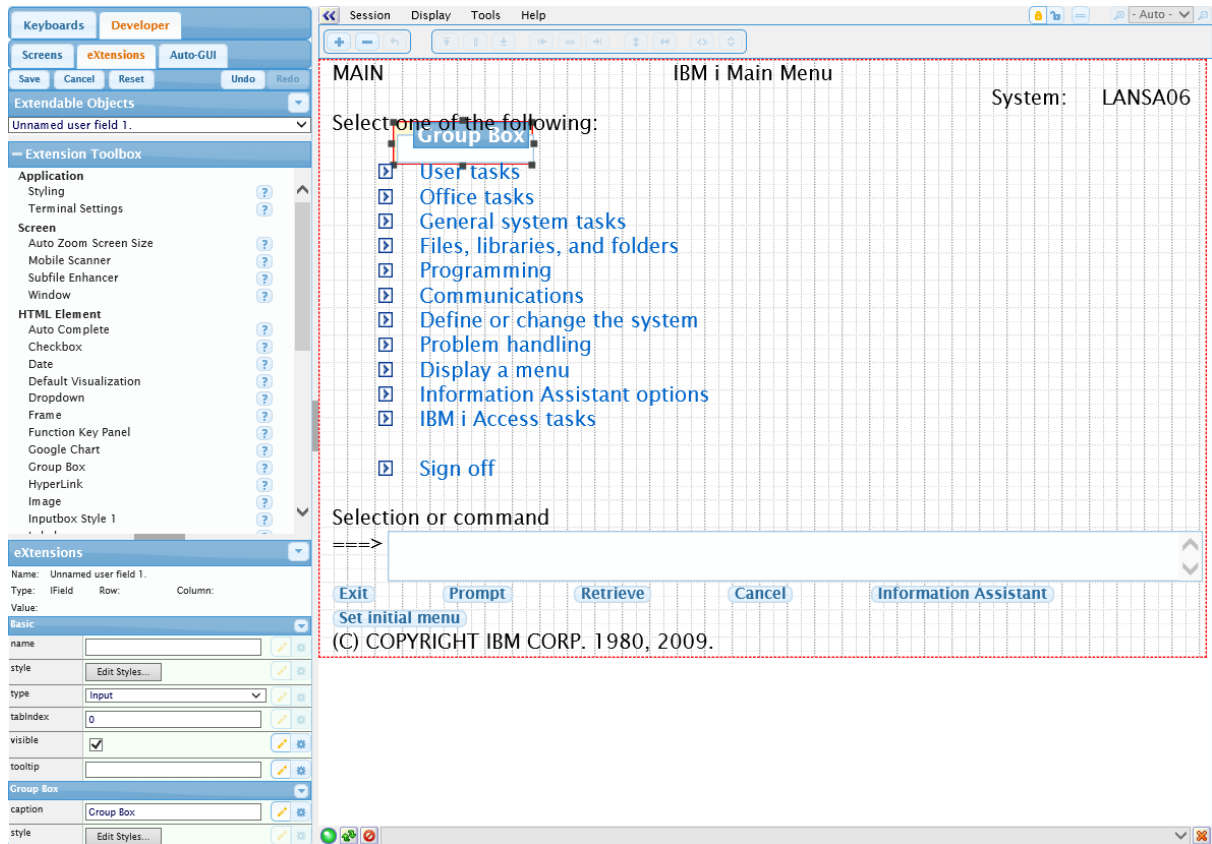 Keyboards Developer
Screens eXtensions Auto-GUI
Save Cancel Reset Undo Redo
Extendable Objects
Unnamed user field 1.
Extension Toolbox
Application
Styling ?
Terminal Settings ?
Screen
Auto Zoom Screen Size ?
Mobile Scanner ?
Subfile Enhancer ?
Window ?
HTML Element
Auto Complete ?
Checkbox ?
Date ?
Default Visualization ?
Dropdown ?
Frame ?
Function Key Panel ?
Google Chart ?
Group Box ?
HyperLink ?
Image ?
Inputbox Style 1 ?
eXtensions
Name: Unnamed user field 1.
Type: IField Row: Column:
Value:
Basic
name
style Edit Styles...
type Input
tabIndex 0
visible
tooltip
Group Box
caption Group Box
style Edit Styles...
Session Display Tools Help
- Auto -
MAIN IBM i Main Menu
System: LANSA06
Select one of the following:
Group Box
User tasks
Office tasks
General system tasks
Files, libraries, and folders
Programming
Communications
Define or change the system
Problem handling
Display a menu
Information Assistant options
IBM i Access tasks
Sign off
Selection or command
===>
Exit Prompt Retrieve Cancel Information Assistant
Set initial menu
(C) COPYRIGHT IBM CORP. 1980, 2009.